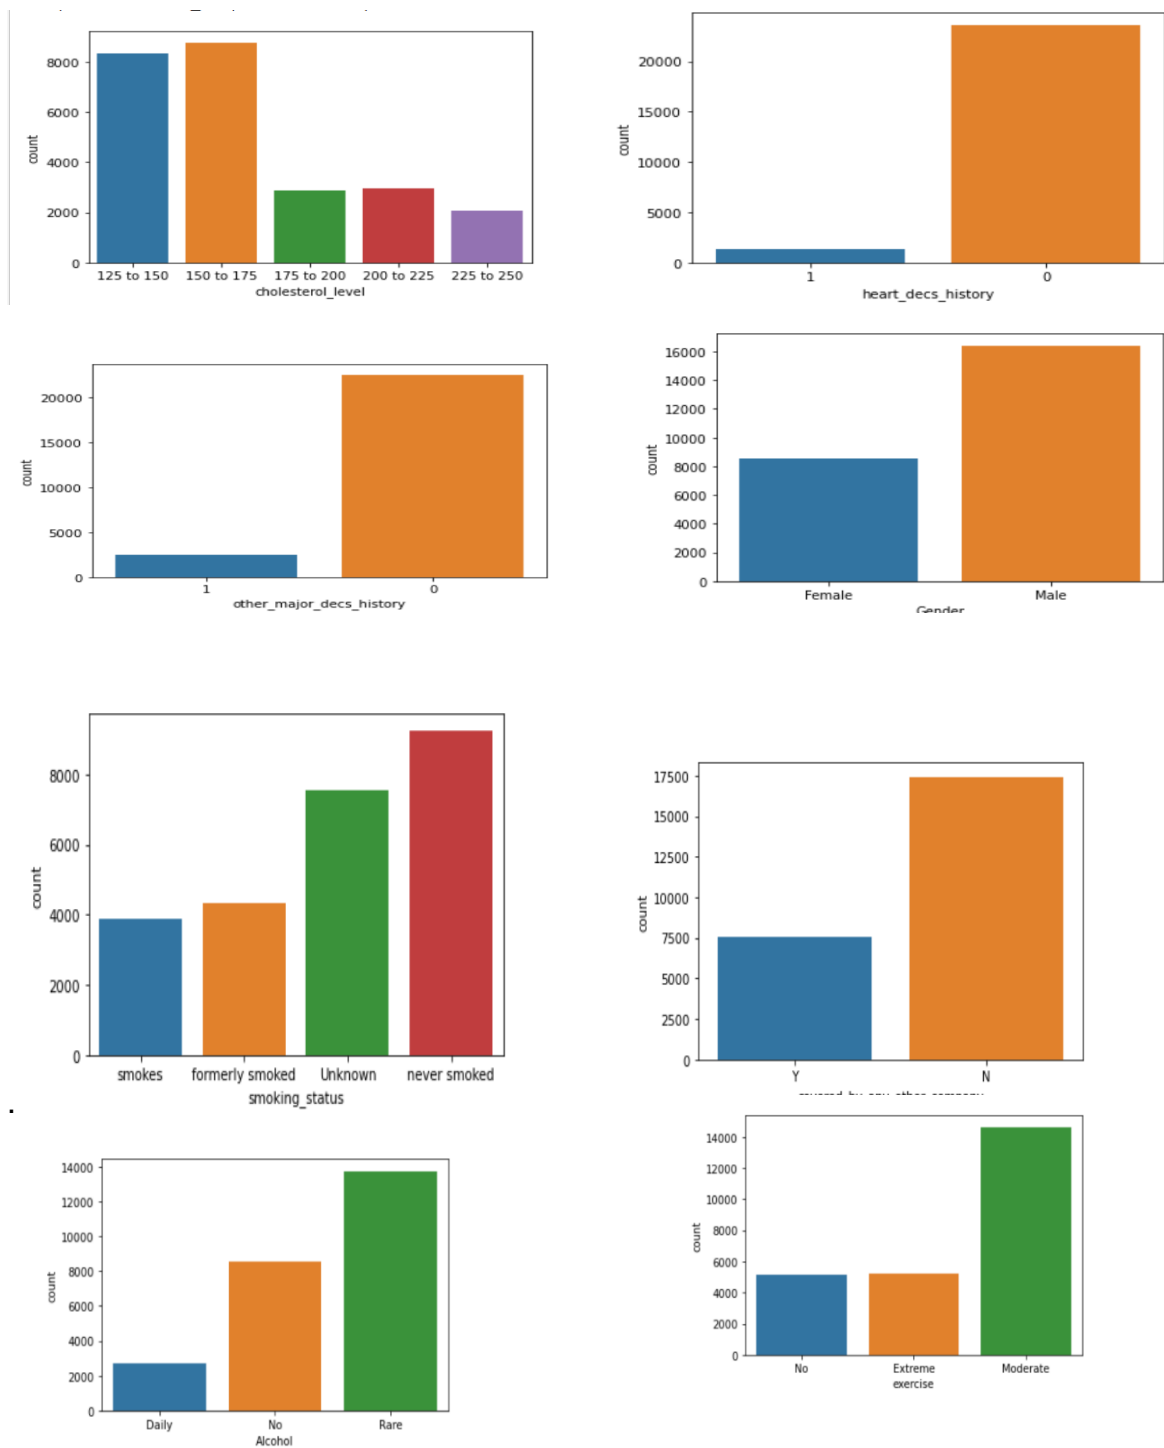 8000
6000
4000
2000
0
count
125 to 150 150 to 175 175 to 200 200 to 225 225 to 250
cholesterol_level
20000
15000
10000
5000
0
count
1 0
heart_decs_history
20000
15000
10000
5000
0
count
1 0
other_major_decs_history
16000
14000
12000
10000
8000
6000
4000
2000
0
count
Female Male
Gender
8000
6000
4000
2000
0
count
smokes formerly smoked Unknown never smoked
smoking_status
17500
15000
12500
10000
7500
5000
2500
0
count
Y N
covered_by_any_other_company
.
14000
12000
10000
8000
6000
4000
2000
0
count
Daily No Rare
Alcohol
14000
12000
10000
8000
6000
4000
2000
0
count
No Extreme Moderate
exercise